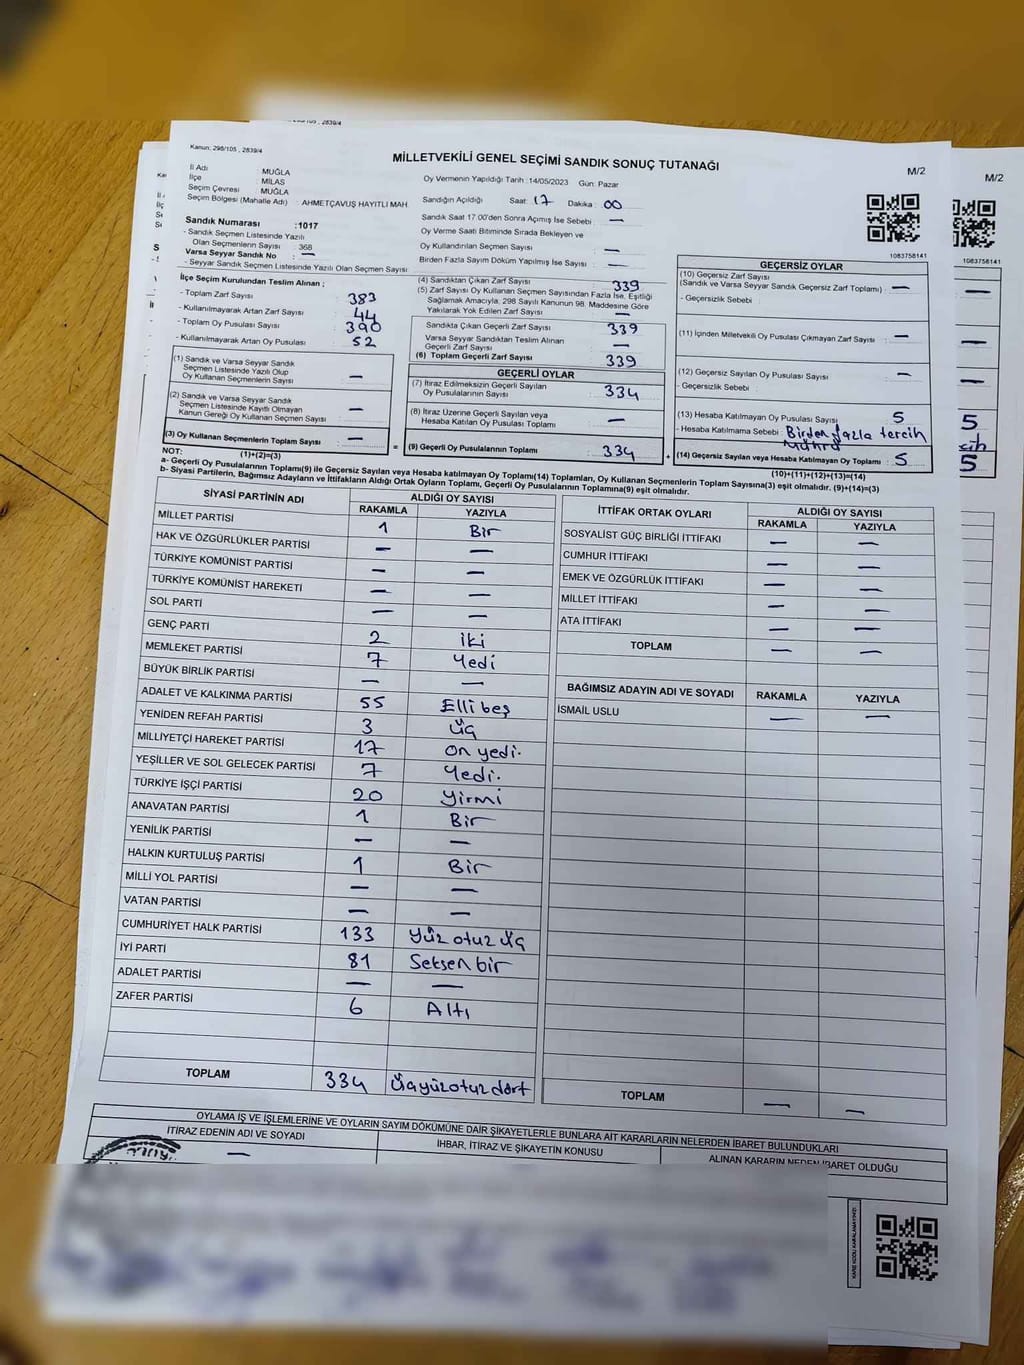 Kanun: 298/105 , 2839/4
MİLLETVEKİLİ GENEL SEÇİMİ SANDIK SONUÇ TUTANAĞI
M/2
M/2
İl Adı : MUĞLA
İlçe : MİLAS
Seçim Çevresi : MUĞLA
Seçim Bölgesi (Mahalle Adı) : AHMETÇAVUŞ HAYITLI MAH
Oy Vermenin Yapıldığı Tarih :14/05/2023 Gün: Pazar
Sandığın Açıldığı Saat: 17 Dakika: 00
Sandık Saat 17.00'den Sonra Açımış İse Sebebi : —
Oy Verme Saati Bitiminde Sırada Bekleyen ve
Oy Kullandırılan Seçmen Sayısı : —
Birden Fazla Sayım Döküm Yapılmış İse Sayısı : —
Sandık Numarası :1017
- Sandık Seçmen Listesinde Yazılı
Olan Seçmenlerin Sayısı : 368
Varsa Seyyar Sandık No : —
- Seyyar Sandık Seçmen Listesinde Yazılı Olan Seçmen Sayısı
1083758141
1083758141
İlçe Seçim Kurulundan Teslim Alınan ;
- Toplam Zarf Sayısı : 383
- Kullanılmayarak Artan Zarf Sayısı : 44
- Toplam Oy Pusulası Sayısı : 390
- Kullanılmayarak Artan Oy Pusulası : 52
(1) Sandık ve Varsa Seyyar Sandık
Seçmen Listesinde Yazılı Olup
Oy Kullanan Seçmenlerin Sayısı : —
(2) Sandık ve Varsa Seyyar Sandık
Seçmen Listesinde Kayıtlı Olmayan
Kanun Gereği Oy Kullanan Seçmen Sayısı : —
(3) Oy Kullanan Seçmenlerin Toplam Sayısı : —
(1)+(2)=(3)
(4) Sandıktan Çıkan Zarf Sayısı : 339
(5) Zarf Sayısı Oy Kullanan Seçmen Sayısından Fazla İse, Eşitliği
Sağlamak Amacıyla, 298 Sayılı Kanunun 98. Maddesine Göre
Yakılarak Yok Edilen Zarf Sayısı : —
Sandıkta Çıkan Geçerli Zarf Sayısı : 339
Varsa Seyyar Sandıktan Teslim Alınan
Geçerli Zarf Sayısı : —
(6) Toplam Geçerli Zarf Sayısı : 339
GEÇERLİ OYLAR
(7) İtiraz Edilmeksizin Geçerli Sayılan
Oy Pusulalarının Sayısı : 334
(8) İtiraz Üzerine Geçerli Sayılan veya
Hesaba Katılan Oy Pusulası Toplamı : —
= (9) Geçerli Oy Pusulalarının Toplamı : 334 +
GEÇERSİZ OYLAR
(10) Geçersiz Zarf Sayısı
(Sandık ve Varsa Seyyar Sandık Geçersiz Zarf Toplamı) : —
- Geçersizlik Sebebi :
(11) İçinden Milletvekili Oy Pusulası Çıkmayan Zarf Sayısı : —
(12) Geçersiz Sayılan Oy Pusulası Sayısı : —
- Geçersizlik Sebebi :
(13) Hesaba Katılmayan Oy Pusulası Sayısı : 5
- Hesaba Katılmama Sebebi : Birden fazla tercih
Mührü
(14) Geçersiz Sayılan veya Hesaba Katılmayan Oy Toplamı : 5
(10)+(11)+(12)+(13)=(14)
5
5
NOT:
a- Geçerli Oy Pusulalarının Toplamı(9) ile Geçersiz Sayılan veya Hesaba katılmayan Oy Toplamı(14) Toplamları, Oy Kullanan Seçmenlerin Toplam Sayısına(3) eşit olmalıdır. (9)+(14)=(3)
b- Siyasi Partilerin, Bağımsız Adayların ve İttifakların Aldığı Ortak Oyların Toplamı, Geçerli Oy Pusulalarının Toplamına(9) eşit olmalıdır.
SİYASİ PARTİNİN ADI ALDIĞI OY SAYISI
RAKAMLA YAZIYLA
MİLLET PARTİSİ 1 Bir
HAK VE ÖZGÜRLÜKLER PARTİSİ — —
TÜRKİYE KOMÜNİST PARTİSİ — —
TÜRKİYE KOMÜNİST HAREKETİ — —
SOL PARTİ — —
GENÇ PARTİ 2 iki
MEMLEKET PARTİSİ 7 Yedi
BÜYÜK BİRLİK PARTİSİ — —
ADALET VE KALKINMA PARTİSİ 55 Elli beş
YENİDEN REFAH PARTİSİ 3 Üç
MİLLİYETÇİ HAREKET PARTİSİ 17 on yedi.
YEŞİLLER VE SOL GELECEK PARTİSİ 7 Yedi.
TÜRKİYE İŞÇİ PARTİSİ 20 Yirmi
ANAVATAN PARTİSİ 1 Bir
YENİLİK PARTİSİ — —
HALKIN KURTULUŞ PARTİSİ 1 Bir
MİLLİ YOL PARTİSİ — —
VATAN PARTİSİ — —
CUMHURİYET HALK PARTİSİ 133 Yüz otuz üç
İYİ PARTİ 81 Seksen bir
ADALET PARTİSİ — —
ZAFER PARTİSİ 6 Altı
TOPLAM 334 Üçyüzotuz dört
İTTİFAK ORTAK OYLARI ALDIĞI OY SAYISI
RAKAMLA YAZIYLA
SOSYALİST GÜÇ BİRLİĞİ İTTİFAKI — —
CUMHUR İTTİFAKI — —
EMEK VE ÖZGÜRLÜK İTTİFAKI — —
MİLLET İTTİFAKI — —
ATA İTTİFAKI — —
TOPLAM — —
BAĞIMSIZ ADAYIN ADI VE SOYADI RAKAMLA YAZIYLA
İSMAİL USLU — —
TOPLAM — —
OYLAMA İŞ VE İŞLEMLERİNE VE OYLARIN SAYIM DÖKÜMÜNE DAİR ŞİKAYETLERLE BUNLARA AİT KARARLARIN NELERDEN İBARET BULUNDUKLARI
İTİRAZ EDENİN ADI VE SOYADI İHBAR, İTİRAZ VE ŞİKAYETİN KONUSU ALINAN KARARIN NEDEN İBARET OLDUĞU
—
KARE KODU KARALAMAYINIZ!